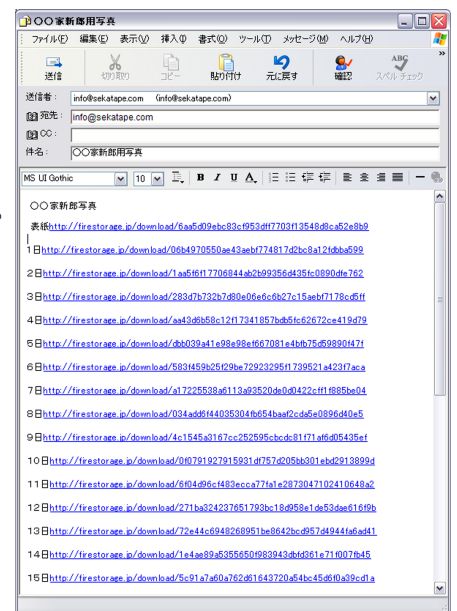 〇〇家新郎用写真
ファイル(F) 編集(E) 表示(V) 挿入(I) 書式(O) ツール(T) メッセージ(M) ヘルプ(H)
送信 切り取り コピー 貼り付け 元に戻す 確認 スペル チェック
送信者: info@sekatape.com (info@sekatape.com)
宛先: info@sekatape.com
CC:
件名: 〇〇家新郎用写真
MS UI Gothic 10 B I U A
〇〇家新郎写真
表紙http://firestorage.jp/download/6aa5d09ebc83cf953dff7703f13548d8ca52e8b9
1日http://firestorage.jp/download/06b4970550ae43aebf774817d2bc8a12fdbba599
2日http://firestorage.jp/download/1aa5f6f17706844ab2b99356d435fc0890dfe762
3日http://firestorage.jp/download/283d7b732b7d80e06e6c6b27c15aebf7178cd5ff
4日http://firestorage.jp/download/aa43d6b58c12f17341857bdb5fc62672ce419d79
5日http://firestorage.jp/download/dbb039a41e98e98ef667081e4bfb75d59890f47f
6日http://firestorage.jp/download/583f459b25f29be72923295f1739521a423f7aca
7日http://firestorage.jp/download/a17225538a6113a93520de0d0422cff1f885be04
8日http://firestorage.jp/download/034add6f44035304fb654baaf2cda5e0896d40e5
9日http://firestorage.jp/download/4c1545a3167cc252595cbcdc81f71af6d05435ef
10日http://firestorage.jp/download/0f0791927915931df757d205bb301ebd2913899d
11日http://firestorage.jp/download/6f04d96cf483ecca77fa1e2873047102410648a2
12日http://firestorage.jp/download/271ba324237651793bc18d958e1de53dae616f9b
13日http://firestorage.jp/download/72e44c6948268951be8642bcd957d4944fa6ad41
14日http://firestorage.jp/download/1e4ae89a5355650f983943dbfd361e71f007fb45
15日http://firestorage.jp/download/5c91a7a60a762d61643720a54bc45d6f0a39cd1a